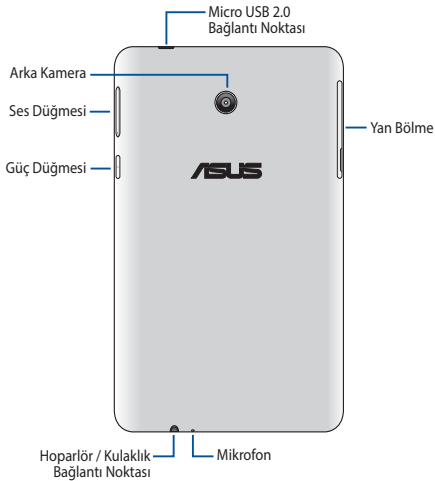 Micro USB 2.0
Bağlantı Noktası
Arka Kamera
Ses Düğmesi
Yan Bölme
Güç Düğmesi
ASUS
Hoparlör / Kulaklık
Bağlantı Noktası
Mikrofon